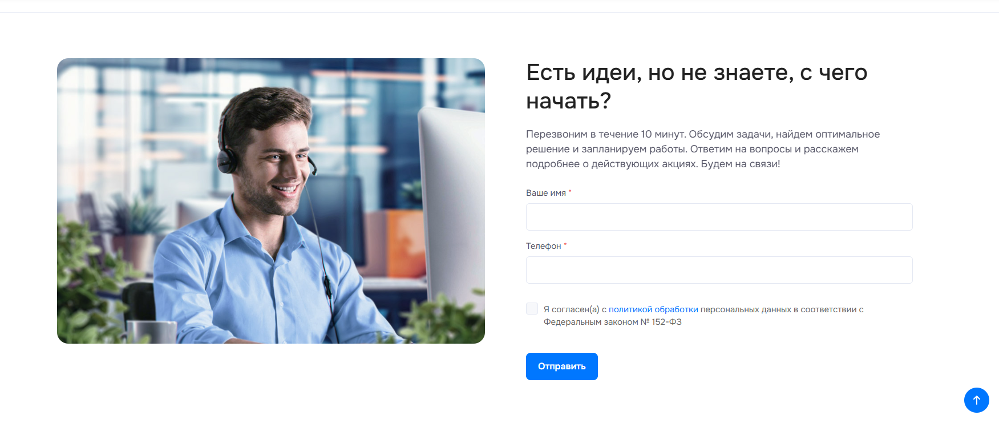 Есть идеи, но не знаете, с чего
начать?
Перезвоним в течение 10 минут. Обсудим задачи, найдем оптимальное
решение и запланируем работы. Ответим на вопросы и расскажем
подробнее о действующих акциях. Будем на связи!
Ваше имя *
Телефон *
Я согласен(а) с политикой обработки персональных данных в соответствии с
Федеральным законом № 152-ФЗ
Отправить